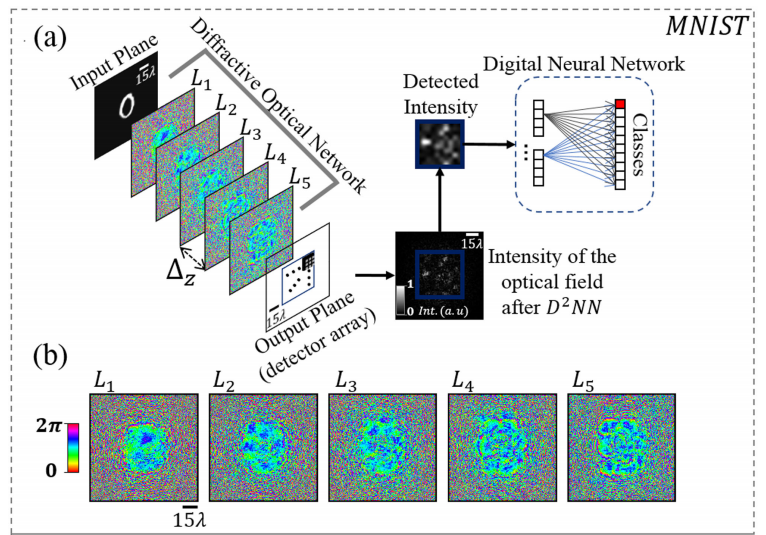 MNIST
(a)
Input Plane
15λ
Diffractive Optical Network
L1
L2
L3
L4
L5
Δz
15λ
Output Plane
(detector array)
Detected
Intensity
Digital Neural Network
Classes
15λ
1
0
Int.(a.u)
Intensity of the
optical field
after D²NN
(b)
L1
L2
L3
L4
L5
2π
0
15λ